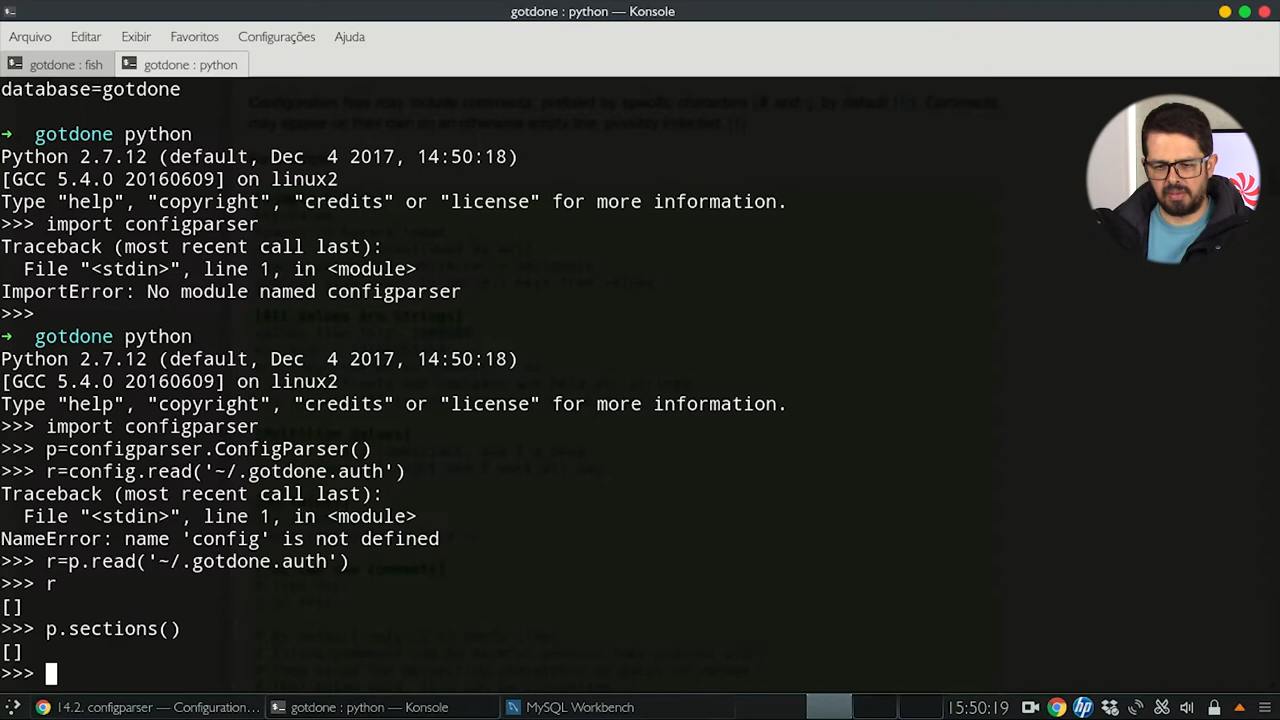 gotdone : python — Konsole
Arquivo Editar Exibir Favoritos Configurações Ajuda
gotdone : fish gotdone : python
database=gotdone
→ gotdone python
Python 2.7.12 (default, Dec  4 2017, 14:50:18)
[GCC 5.4.0 20160609] on linux2
Type "help", "copyright", "credits" or "license" for more information.
>>> import configparser
Traceback (most recent call last):
  File "<stdin>", line 1, in <module>
ImportError: No module named configparser
>>>
→ gotdone python
Python 2.7.12 (default, Dec  4 2017, 14:50:18)
[GCC 5.4.0 20160609] on linux2
Type "help", "copyright", "credits" or "license" for more information.
>>> import configparser
>>> p=configparser.ConfigParser()
>>> r=config.read('~/.gotdone.auth')
Traceback (most recent call last):
  File "<stdin>", line 1, in <module>
NameError: name 'config' is not defined
>>> r=p.read('~/.gotdone.auth')
>>> r
[]
>>> p.sections()
[]
>>>
14.2. configparser — Configuration... gotdone : python — Konsole MySQL Workbench 15:50:19